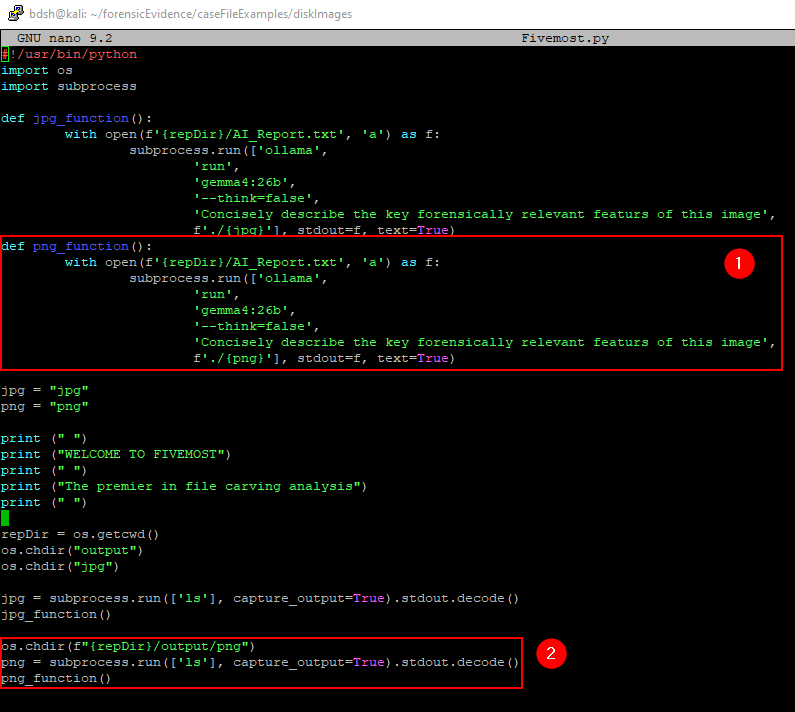 bdsh@kali: ~/forensicEvidence/caseFileExamples/diskImages
GNU nano 9.2 Fivemost.py
#!/usr/bin/python
import os
import subprocess
def jpg_function():
with open(f'{repDir}/AI_Report.txt', 'a') as f:
subprocess.run(['ollama',
'run',
'gemma4:26b',
'--think=false',
'Concisely describe the key forensically relevant featurs of this image',
f'./{jpg}'], stdout=f, text=True)
def png_function():
with open(f'{repDir}/AI_Report.txt', 'a') as f:
subprocess.run(['ollama',
'run',
'gemma4:26b',
'--think=false',
'Concisely describe the key forensically relevant featurs of this image',
f'./{png}'], stdout=f, text=True)
1
jpg = "jpg"
png = "png"
print (" ")
print ("WELCOME TO FIVEMOST")
print (" ")
print ("The premier in file carving analysis")
print (" ")
repDir = os.getcwd()
os.chdir("output")
os.chdir("jpg")
jpg = subprocess.run(['ls'], capture_output=True).stdout.decode()
jpg_function()
os.chdir(f"{repDir}/output/png")
png = subprocess.run(['ls'], capture_output=True).stdout.decode()
png_function()
2